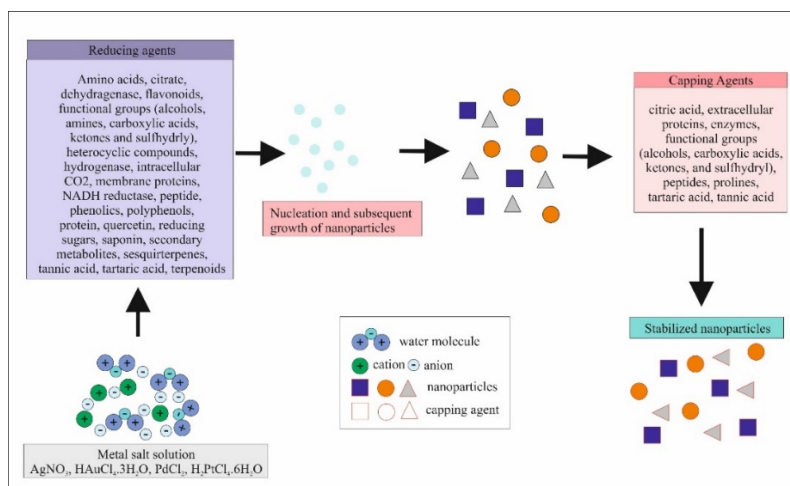 Reducing agents
Amino acids, citrate,
dehydragenase, flavonoids,
functional groups (alcohols,
amines, carboxylic acids,
ketones and sulfhydrly),
heterocyclic compounds,
hydrogenase, intracellular
CO2, membrane proteins,
NADH reductase, peptide,
phenolics, polyphenols,
protein, quercetin, reducing
sugars, saponin, secondary
metabolites, sesquirterpenes,
tannic acid, tartaric acid, terpenoids
Nucleation and subsequent
growth of nanoparticles
Capping Agents
citric acid, extracellular
proteins, enzymes,
functional groups
(alcohols, carboxylic acids,
ketones, and sulfhydryl),
peptides, prolines,
tartaric acid, tannic acid
Stabilized nanoparticles
water molecule
cation
anion
nanoparticles
capping agent
Metal salt solution
AgNO₃, HAuCl₄.3H₂O, PdCl₂, H₂PtCl₆.6H₂O